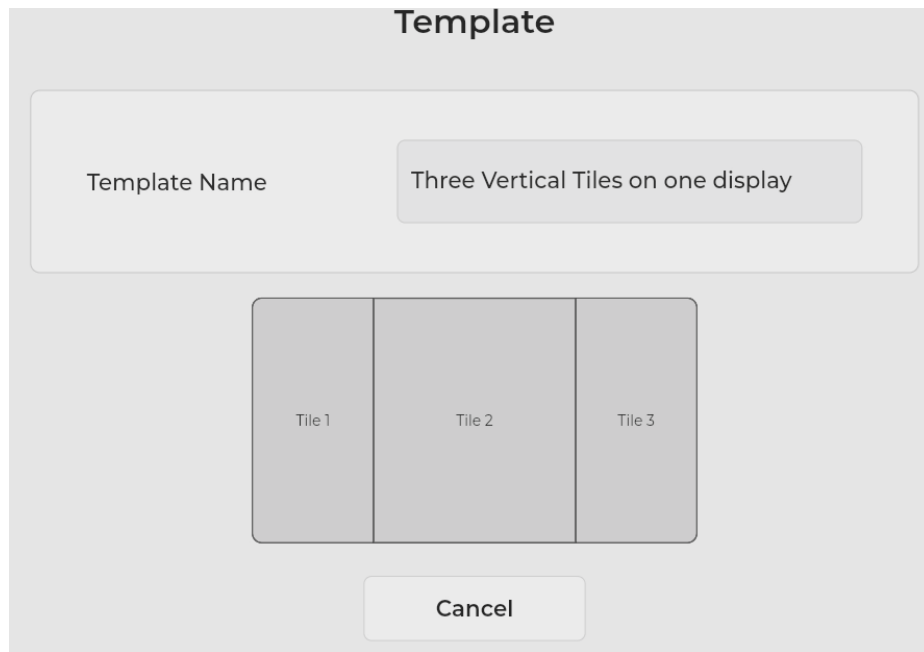 Template
Template Name
Three Vertical Tiles on one display
Tile 1
Tile 2
Tile 3
Cancel